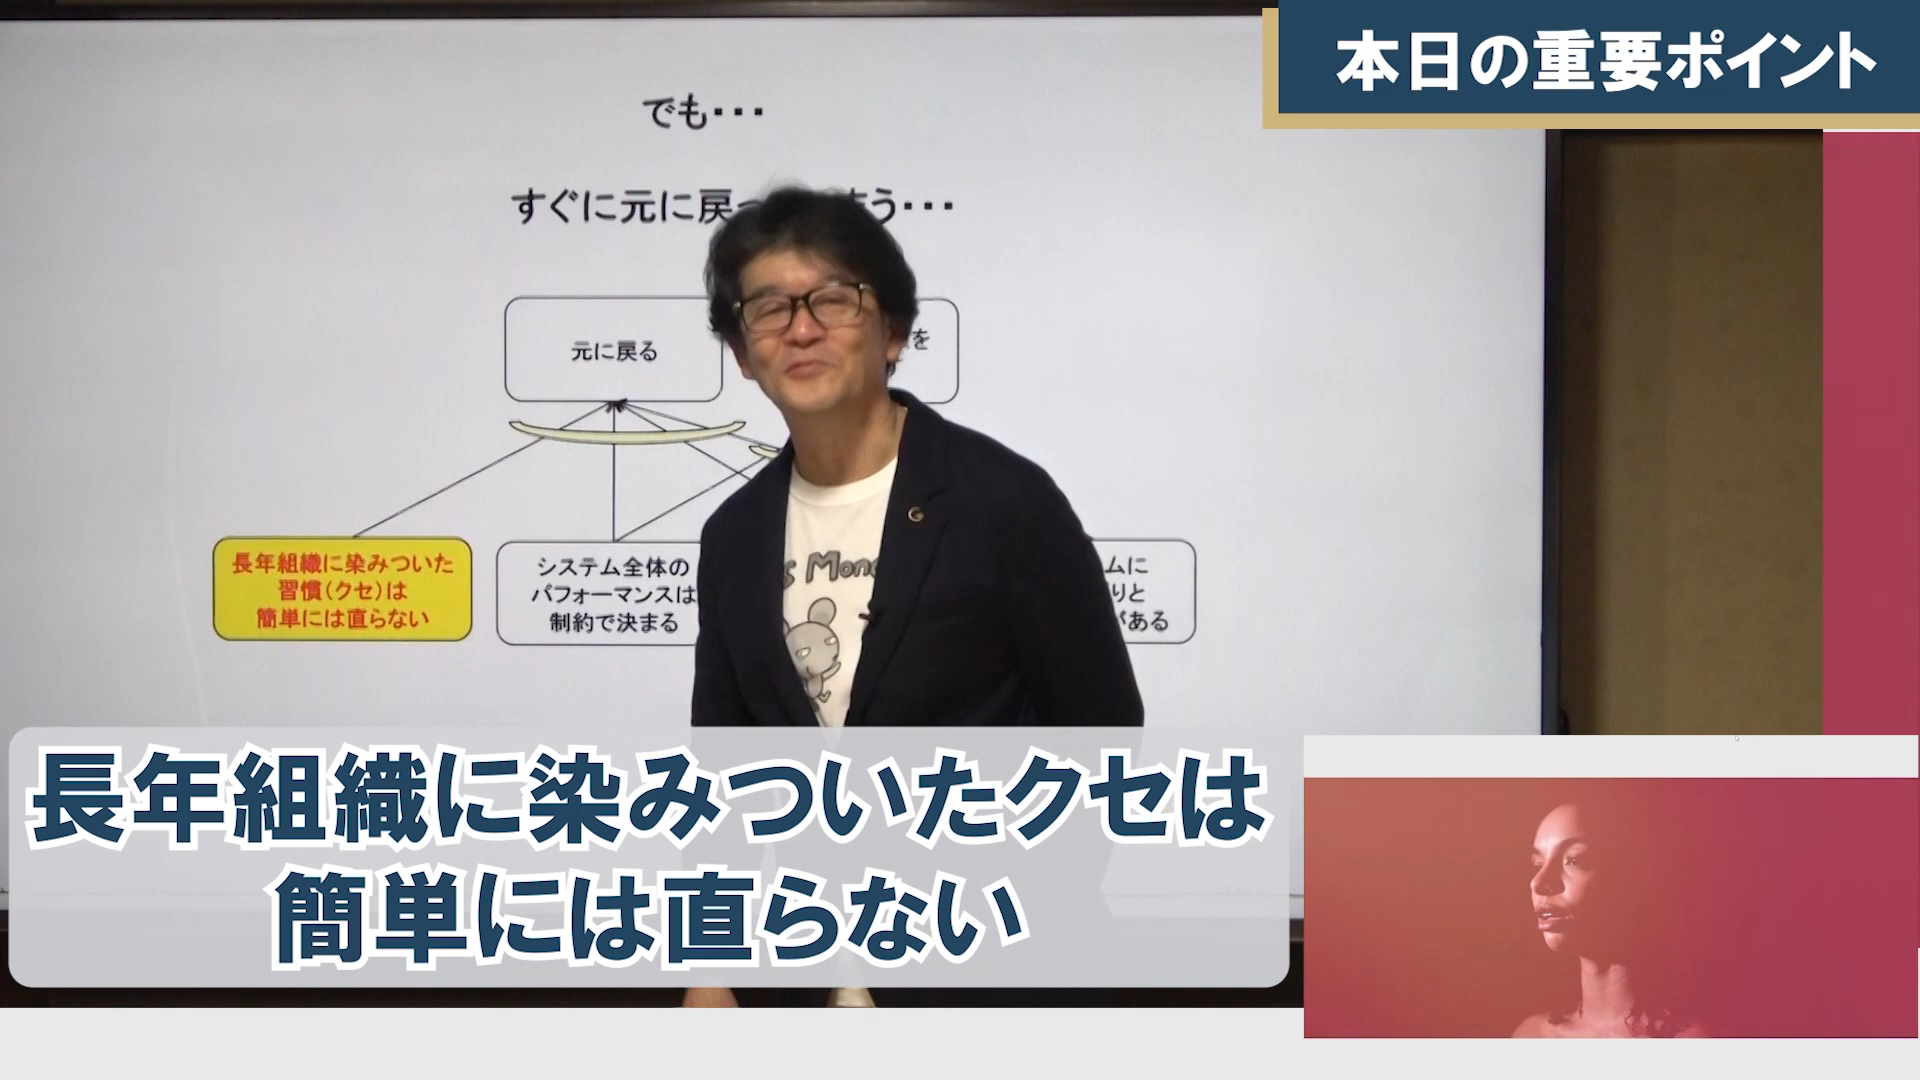 本日の重要ポイント
でも・・・
すぐに元に戻っ
う・・・
元に戻る
を
長年組織に染みついた
習慣(クセ)は
簡単には直らない
システム全体の
パフォーマンスは
制約で決まる
ムに
りと
がある
s Mon
長年組織に染みついたクセは
簡単には直らない